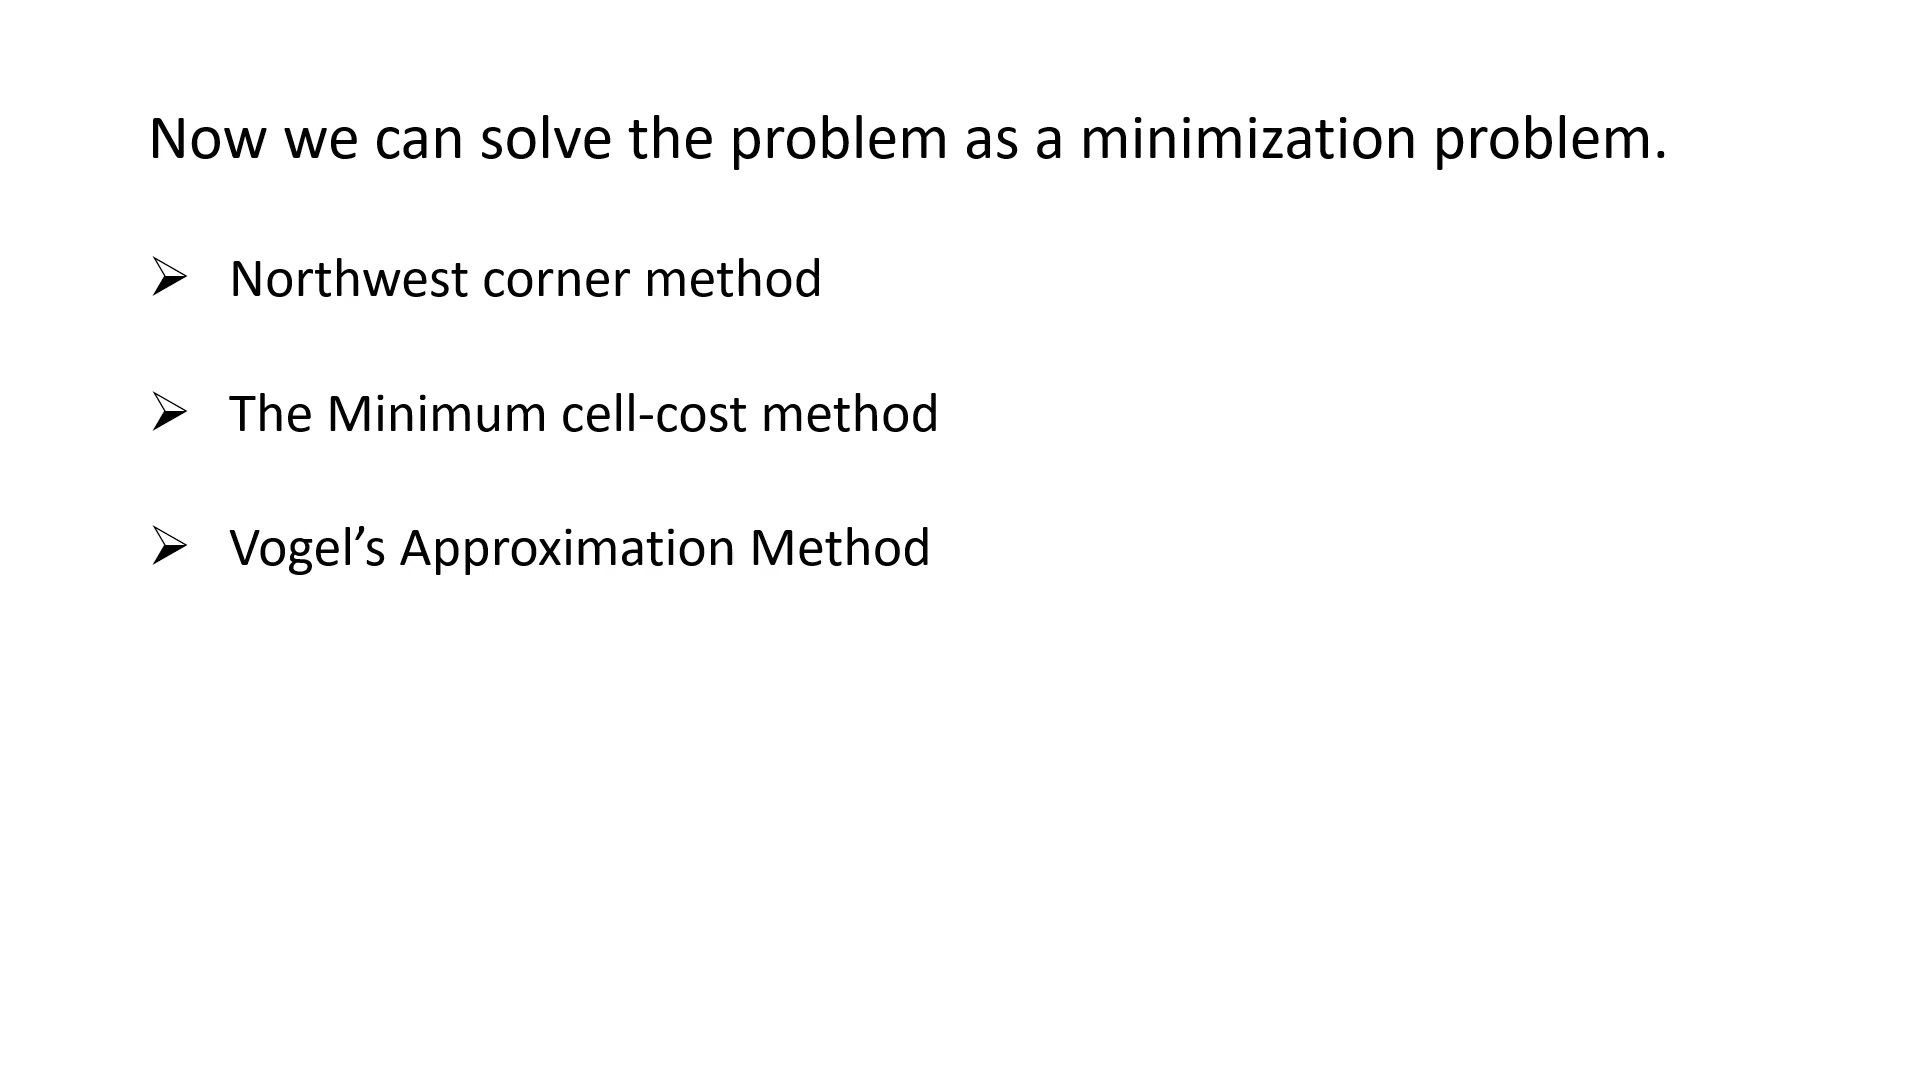 Now we can solve the problem as a minimization problem.
➢ Northwest corner method
➢ The Minimum cell-cost method
➢ Vogel’s Approximation Method